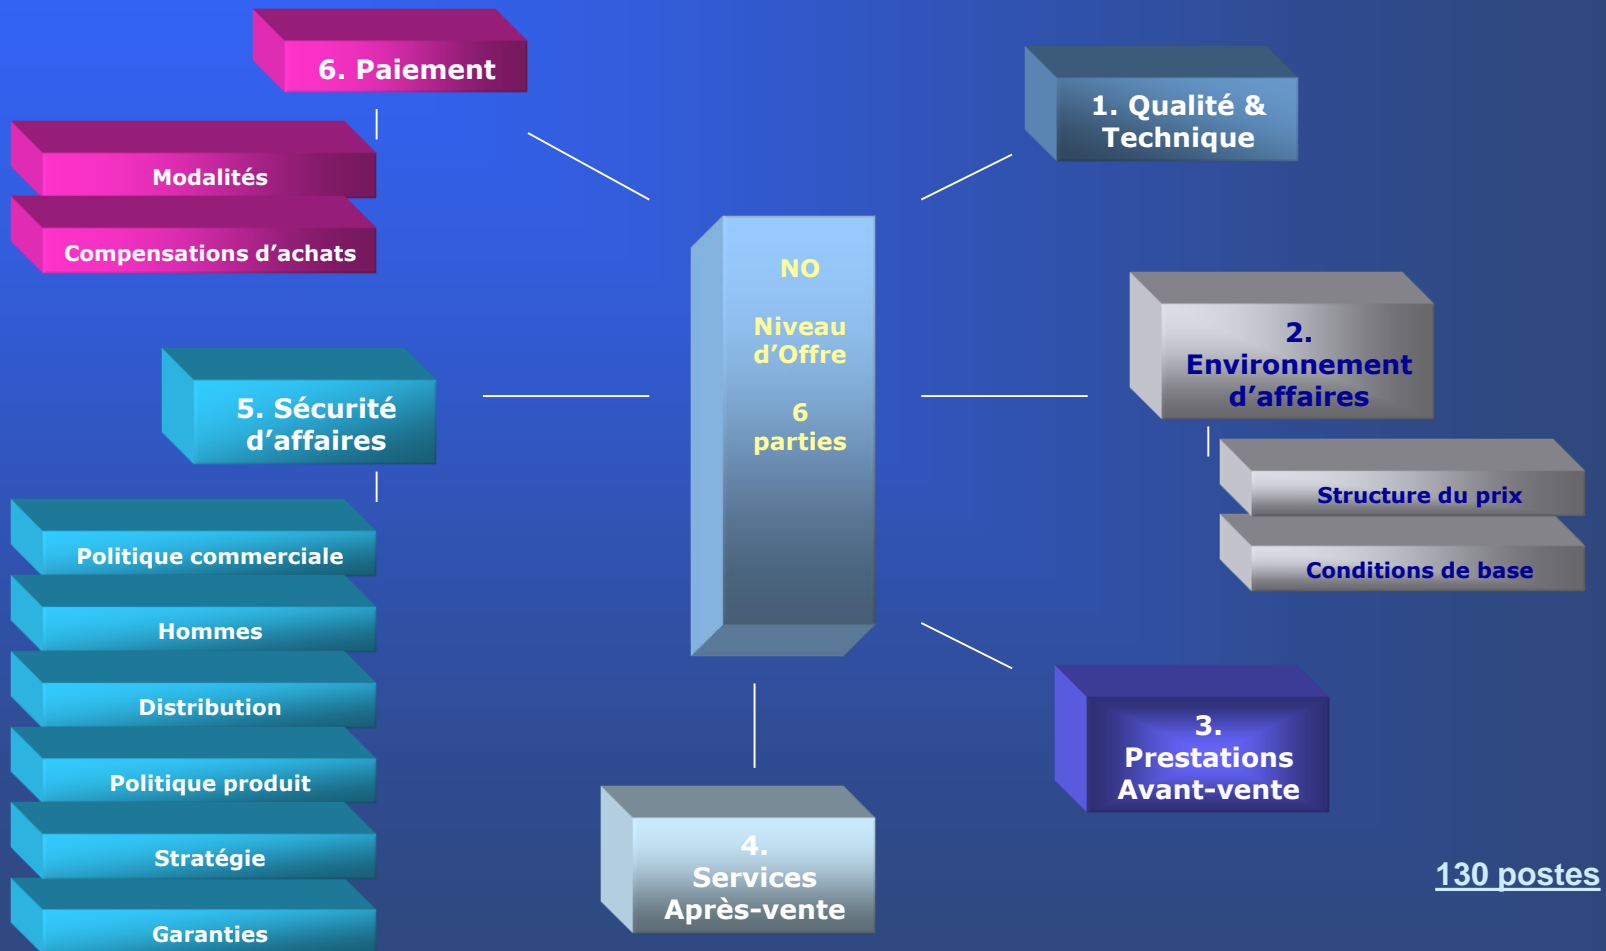 6. Paiement
Modalités
Compensations d’achats
1. Qualité &
Technique
NO
Niveau
d’Offre
6
parties
2.
Environnement
d’affaires
Structure du prix
Conditions de base
5. Sécurité
d’affaires
Politique commerciale
Hommes
Distribution
Politique produit
Stratégie
Garanties
3.
Prestations
Avant-vente
4.
Services
Après-vente
130 postes